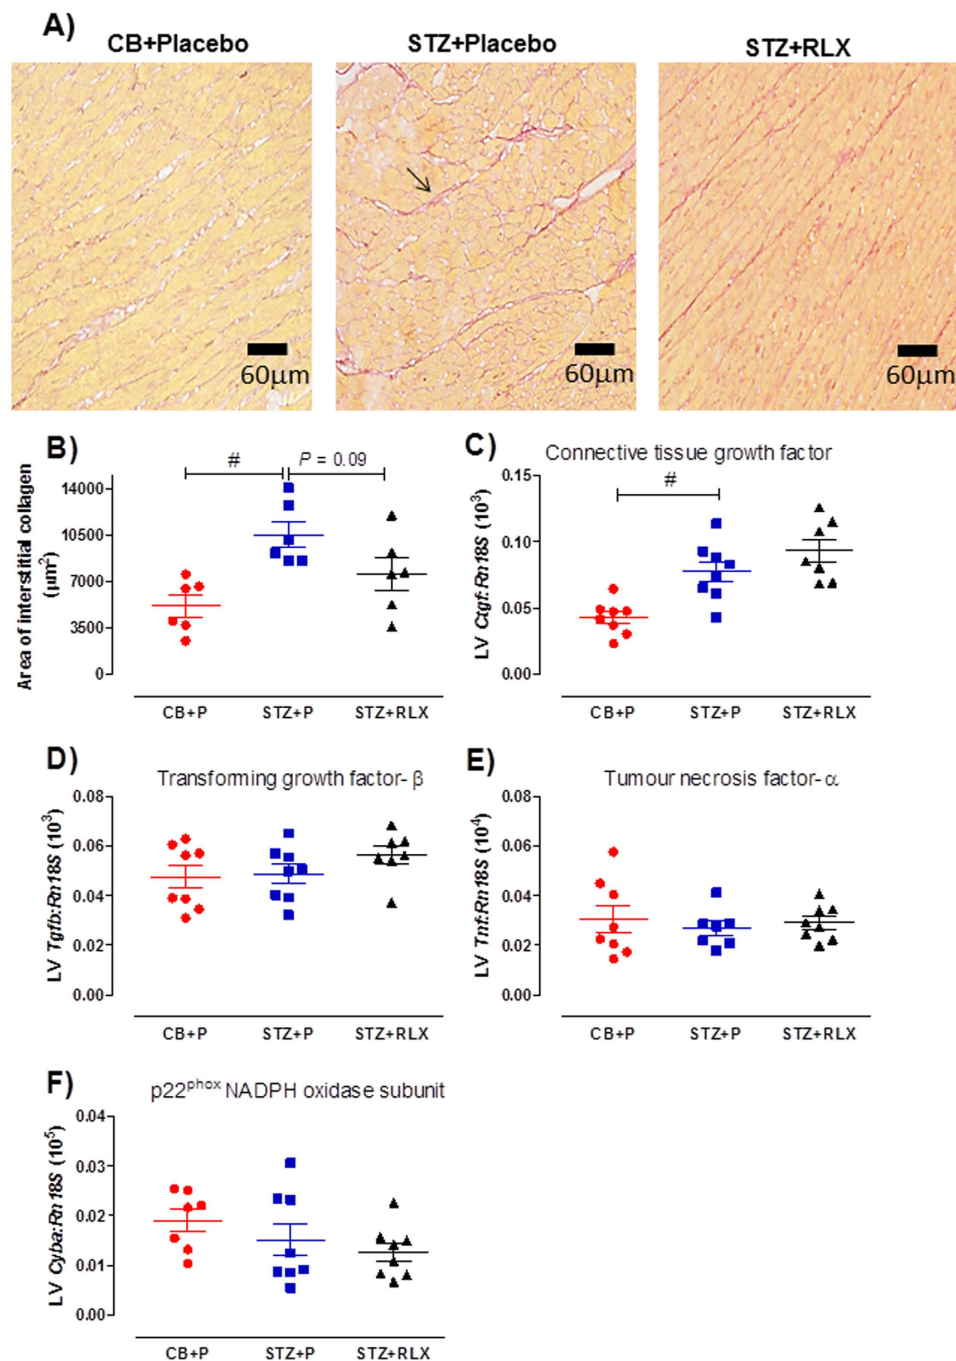 A)
CB+Placebo STZ+Placebo STZ+RLX
60μm 60μm 60μm
B)
# P = 0.09
Area of interstitial collagen
(μm²)
14000
10500
7000
3500
0
CB+P STZ+P STZ+RLX
C)
Connective tissue growth factor
#
LV Ctgf:Rn18S (10³)
0.15
0.10
0.05
0.00
CB+P STZ+P STZ+RLX
D)
Transforming growth factor- β
LV Tgfb:Rn18S (10³)
0.08
0.06
0.04
0.02
0.00
CB+P STZ+P STZ+RLX
E)
Tumour necrosis factor- α
LV Tnf:Rn18S (10⁴)
0.08
0.06
0.04
0.02
0.00
CB+P STZ+P STZ+RLX
F)
p22ᵖʰᵒˣ NADPH oxidase subunit
LV Cyba:Rn18S (10⁵)
0.04
0.03
0.02
0.01
0.00
CB+P STZ+P STZ+RLX